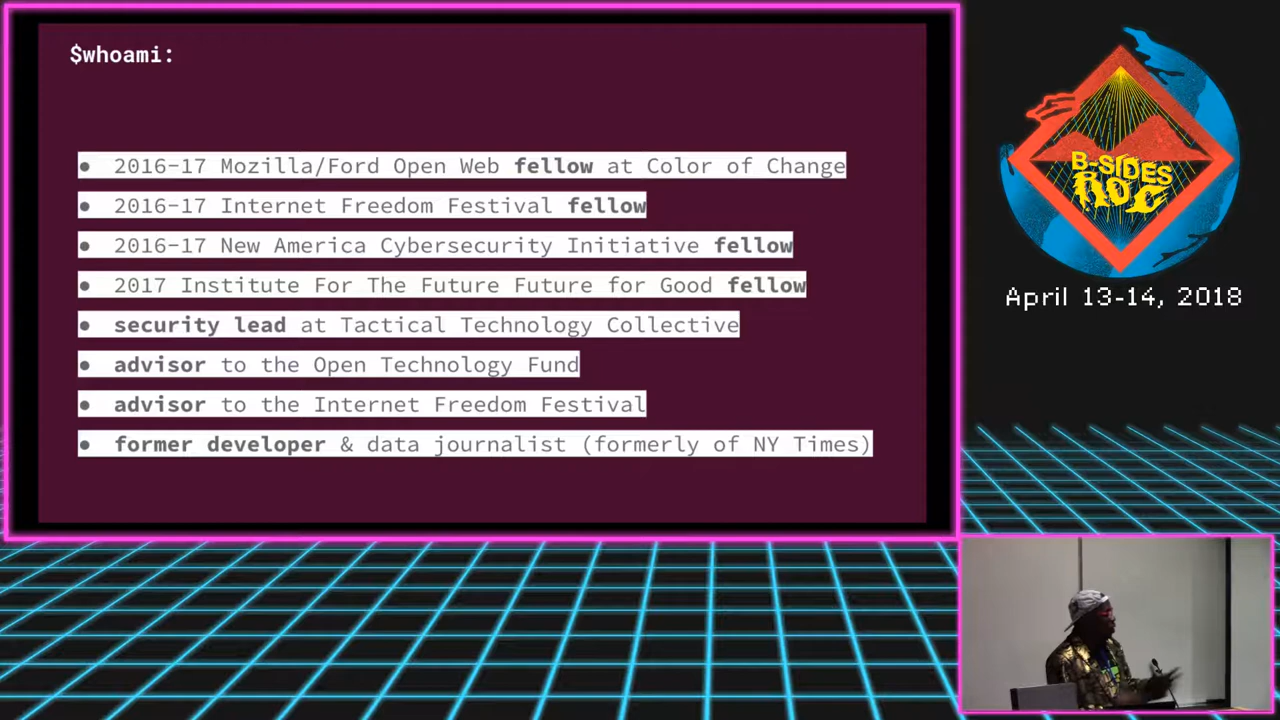 $whoami:
● 2016-17 Mozilla/Ford Open Web fellow at Color of Change
● 2016-17 Internet Freedom Festival fellow
● 2016-17 New America Cybersecurity Initiative fellow
● 2017 Institute For The Future Future for Good fellow
● security lead at Tactical Technology Collective
● advisor to the Open Technology Fund
● advisor to the Internet Freedom Festival
● former developer & data journalist (formerly of NY Times)
B-SIDES
ROC
April 13-14, 2018